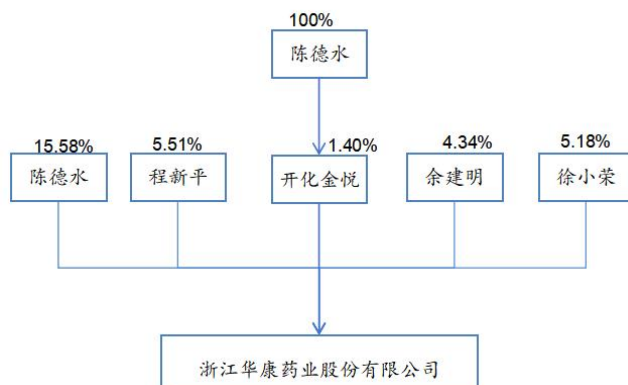 100%
陈德水
15.58%
5.51%
1.40%
4.34%
5.18%
陈德水
程新平
开化金悦
余建明
徐小荣
浙江华康药业股份有限公司